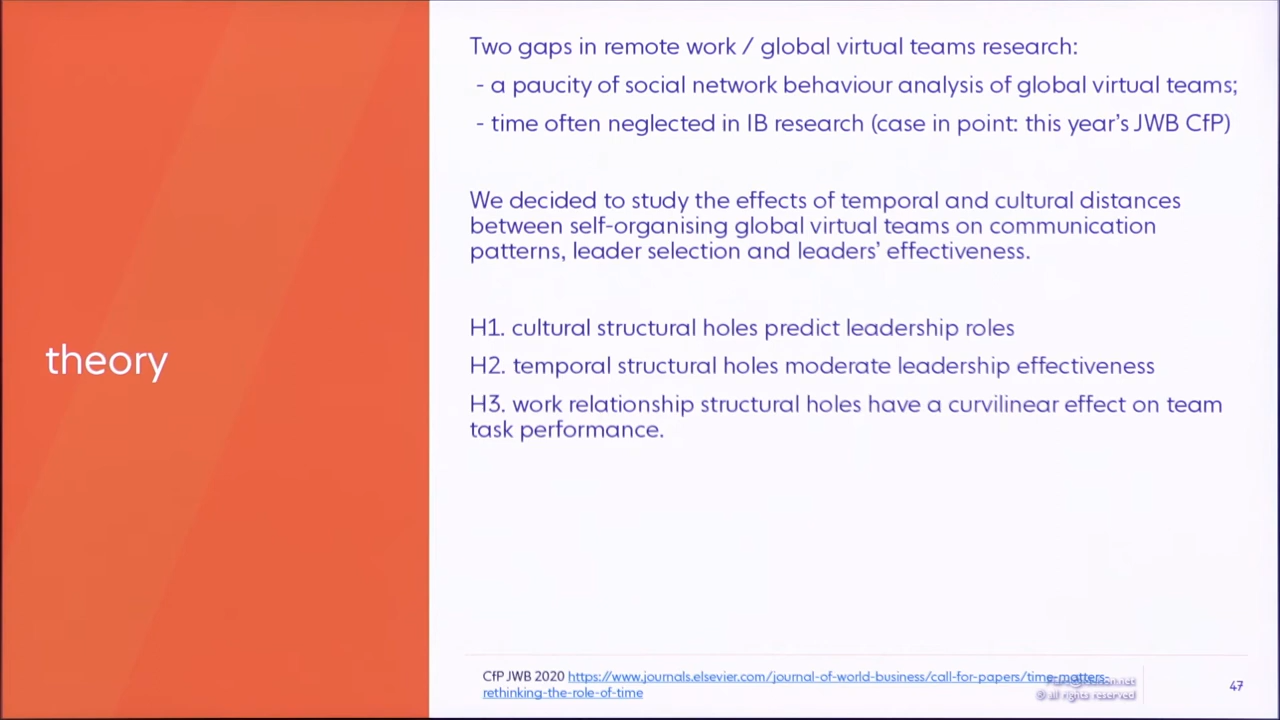 theory
Two gaps in remote work / global virtual teams research:
- a paucity of social network behaviour analysis of global virtual teams;
- time often neglected in IB research (case in point: this year's JWB CfP)
We decided to study the effects of temporal and cultural distances
between self-organising global virtual teams on communication
patterns, leader selection and leaders' effectiveness.
H1. cultural structural holes predict leadership roles
H2. temporal structural holes moderate leadership effectiveness
H3. work relationship structural holes have a curvilinear effect on team
task performance.
CfP JWB 2020 https://www.journals.elsevier.com/journal-of-world-business/call-for-papers/time-matters-
rethinking-the-role-of-time
© all rights reserved
47